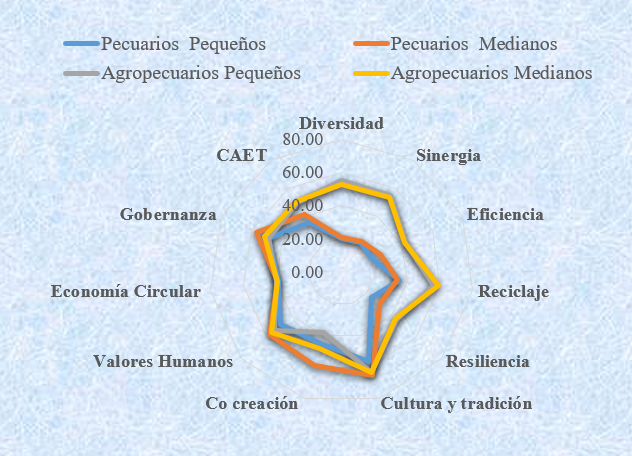 Pecuarios Pequeños
Pecuarios Medianos
Agropecuarios Pequeños
Agropecuarios Medianos
Diversidad
80.00
CAET
Sinergia
60.00
40.00
Gobernanza
Eficiencia
20.00
0.00
Economía Circular
Reciclaje
Valores Humanos
Resiliencia
Co creación
Cultura y tradición